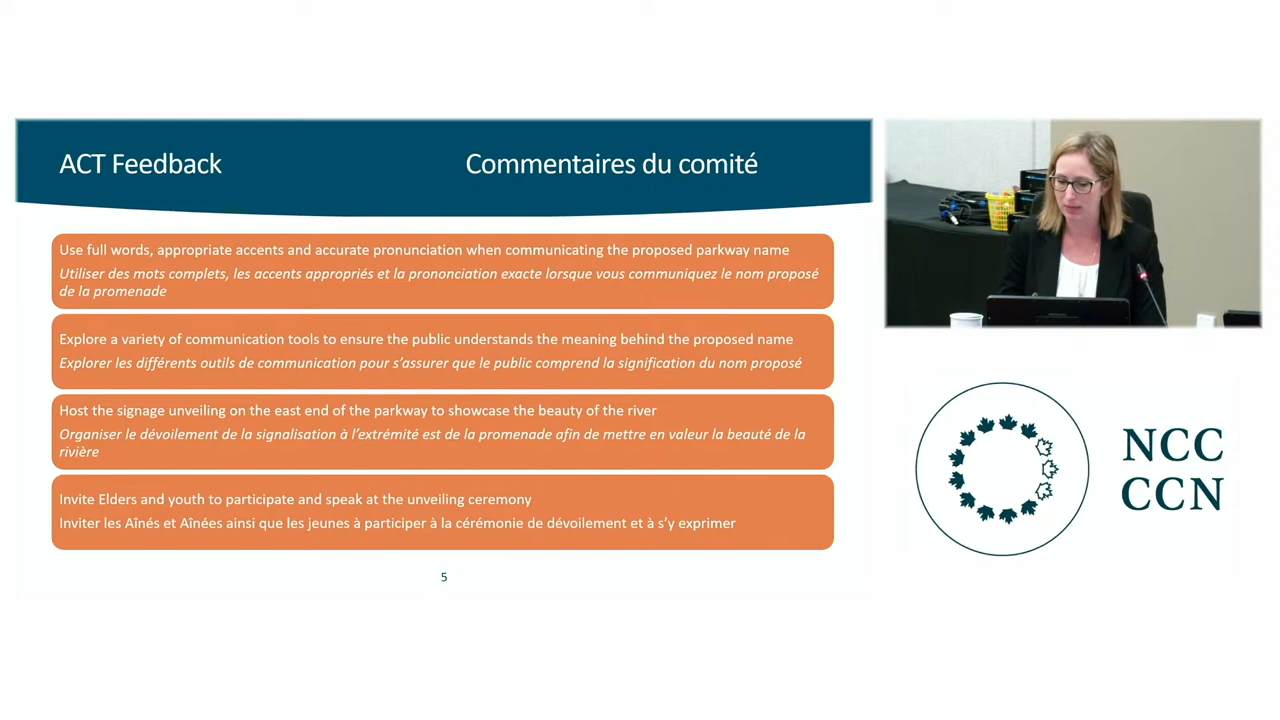 ACT Feedback
Commentaires du comité
Use full words, appropriate accents and accurate pronunciation when communicating the proposed parkway name
Utiliser des mots complets, les accents appropriés et la prononciation exacte lorsque vous communiquez le nom proposé
de la promenade
Explore a variety of communication tools to ensure the public understands the meaning behind the proposed name
Explorer les différents outils de communication pour s’assurer que le public comprend la signification du nom proposé
Host the signage unveiling on the east end of the parkway to showcase the beauty of the river
Organiser le dévoilement de la signalisation à l’extrémité est de la promenade afin de mettre en valeur la beauté de la
rivière
Invite Elders and youth to participate and speak at the unveiling ceremony
Inviter les Aînés et Aînées ainsi que les jeunes à participer à la cérémonie de dévoilement et à s’y exprimer
5
NCC
CCN